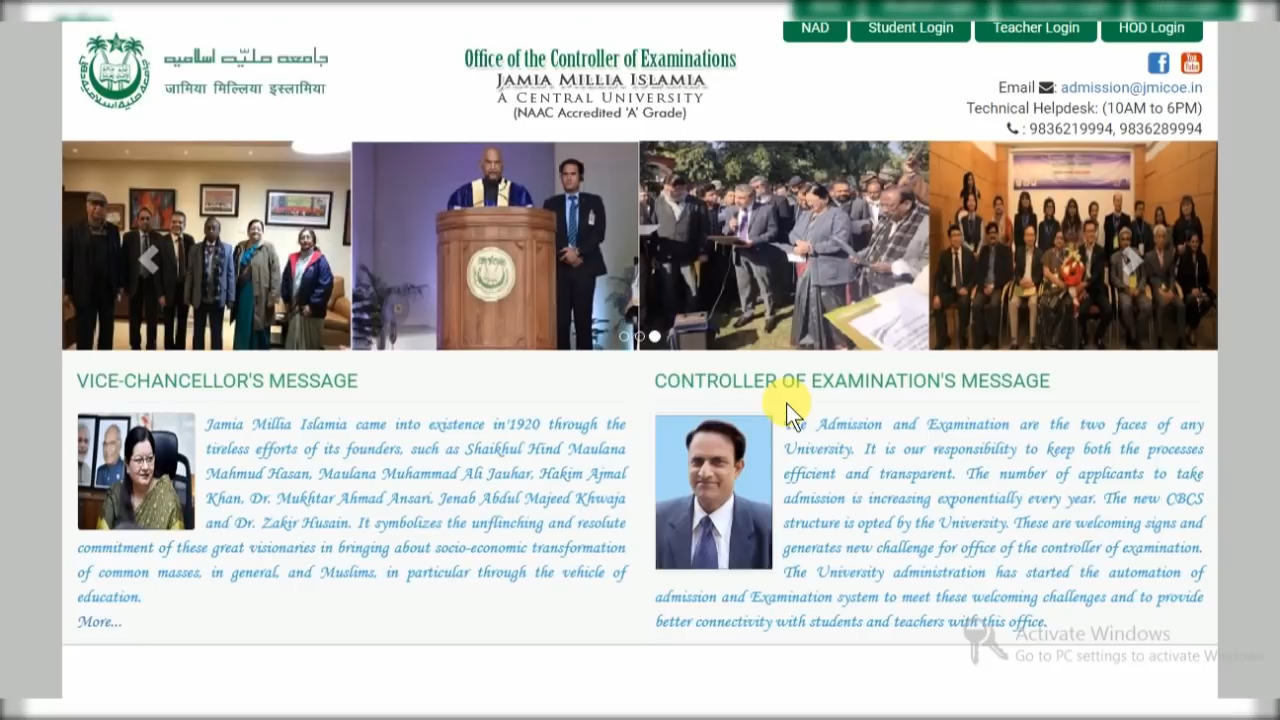 NAD
Student Login
Teacher Login
HOD Login
جامعه ملیّه اسلامیه
जामिया मिल्लिया इस्लामिया
Office of the Controller of Examinations
JAMIA MILLIA ISLAMIA
A CENTRAL UNIVERSITY
(NAAC Accredited 'A' Grade)
You
Tube
Email : admission@jmicoe.in
Technical Helpdesk: (10AM to 6PM)
: 9836219994, 9836289994
VICE-CHANCELLOR'S MESSAGE
Jamia Millia Islamia came into existence in'1920 through the
tireless efforts of its founders, such as Shaikhul Hind Maulana
Mahmud Hasan, Maulana Muhammad Ali Jauhar, Hakim Ajmal
Khan, Dr. Mukhtar Ahmad Ansari, Jenab Abdul Majeed Khwaja
and Dr. Zakir Husain. It symbolizes the unflinching and resolute
commitment of these great visionaries in bringing about socio-economic transformation
of common masses, in general, and Muslims, in particular through the vehicle of
education.
More...
CONTROLLER OF EXAMINATION'S MESSAGE
Admission and Examination are the two faces of any
University. It is our responsibility to keep both the processes
efficient and transparent. The number of applicants to take
admission is increasing exponentially every year. The new CBCS
structure is opted by the University. These are welcoming signs and
generates new challenge for office of the controller of examination.
The University administration has started the automation of
admission and Examination system to meet these welcoming challenges and to provide
better connectivity with students and teachers with this office.
Activate Windows
Go to PC settings to activate Windows